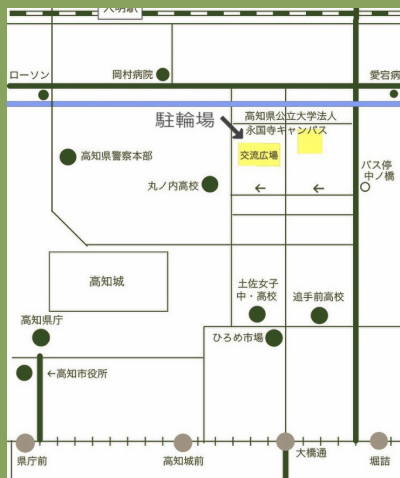 ローソン
岡村病院
愛宕病
駐輪場
高知県公立大学法人
永国寺キャンパス
交流広場
高知県警察本部
丸ノ内高校
バス停
中ノ橋
←
←
高知城
土佐女子
中・高校
追手前高校
高知県庁
ひろめ市場
←高知市役所
県庁前
高知城前
大橋通
堀詰